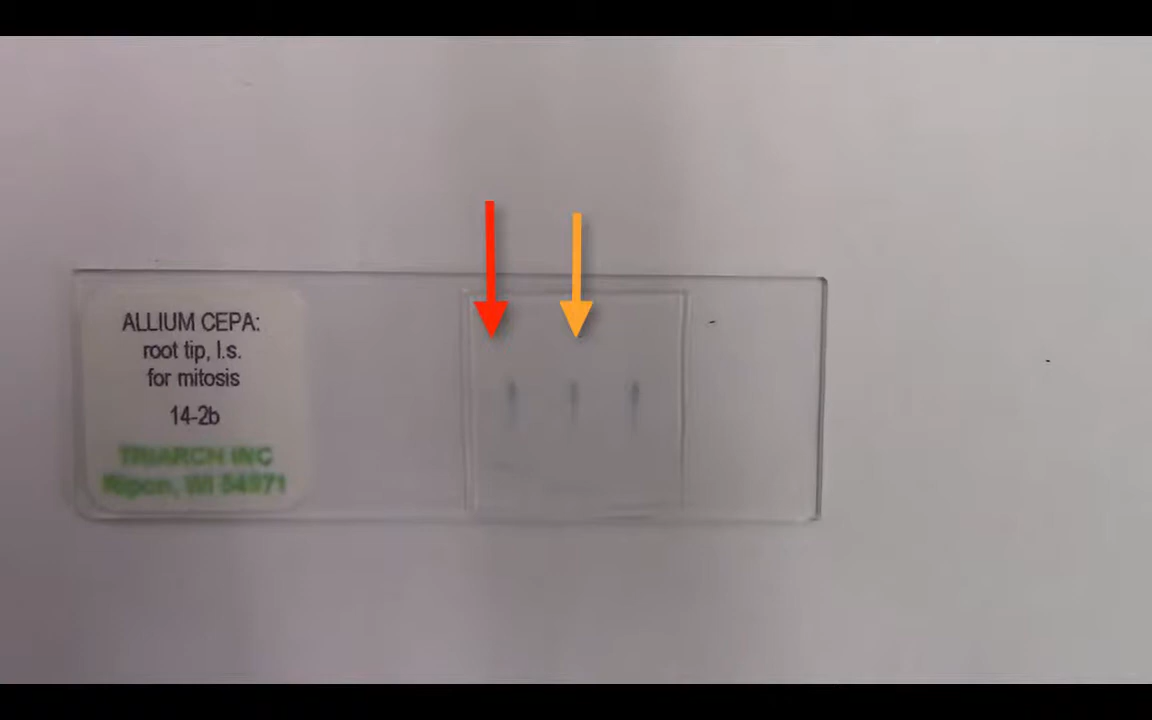 ALLIUM CEPA:
root tip, l.s.
for mitosis
14-2b
TRIARCH INC
Ripon, WI 54971